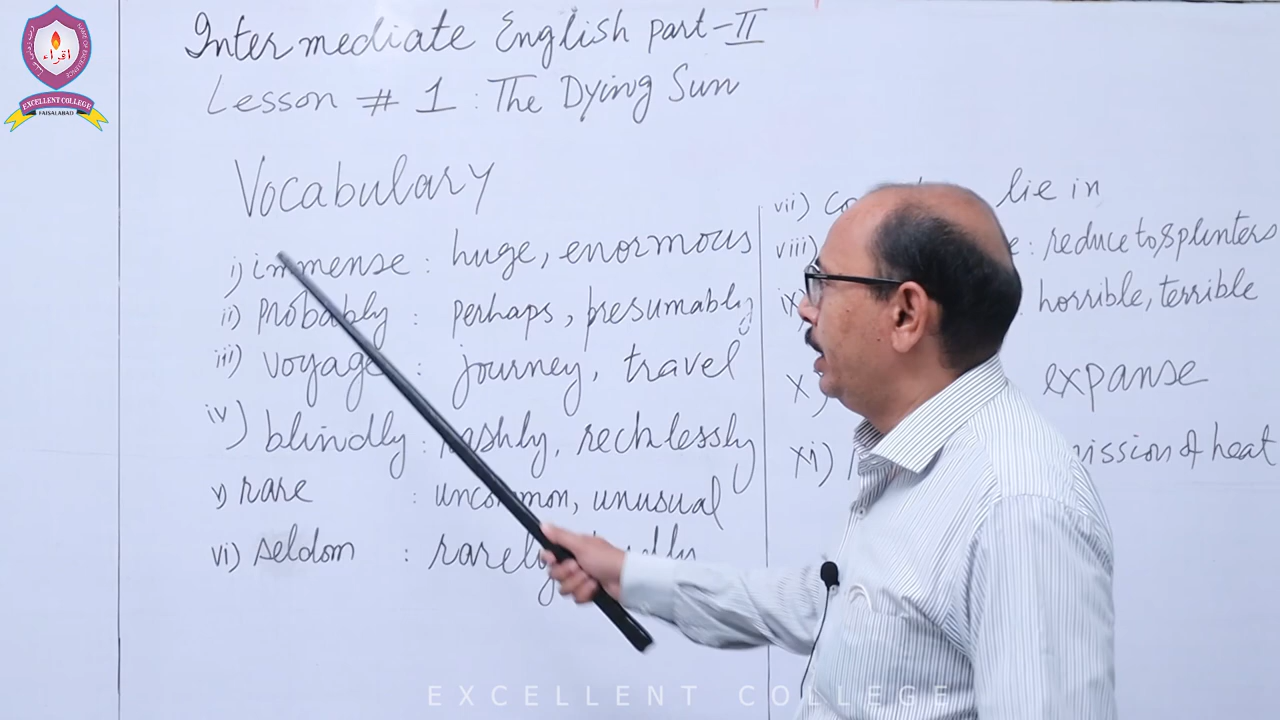 Intermediate English part-II
Lesson # 1 : The Dying Sun
Vocabulary
i) immense : huge, enormous
ii) probably : perhaps, presumably
iii) voyage : journey, travel
iv) blindly : rashly, recklessly
v) rare : uncommon, unusual
vi) seldom : rarely,
vii) lie in
viii) : reduce to splinters
ix) horrible, terrible
x) expanse
xi) of heat
اقراء
EXCELLENT COLLEGE
FAISALABAD
EXCELLENT COLLEGE